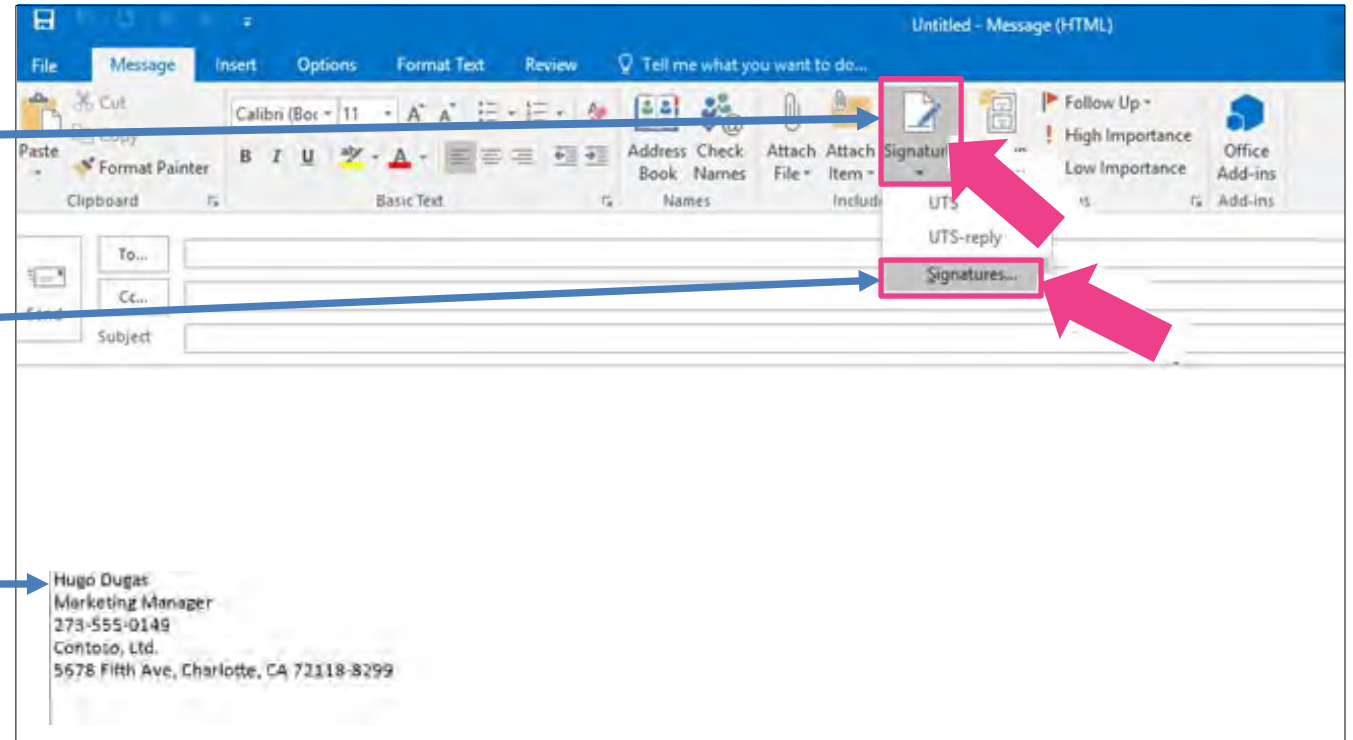 Untitled - Message (HTML)
File Message Insert Options Format Text Review Tell me what you want to do...
Cut
Calibri (Boc 11
Follow Up
Copy
High Importance
Paste
Format Painter
B I U
Address Book
Check Names
Attach File
Attach Item
Low Importance
Office Add-ins
Clipboard
Basic Text
Names
Add-ins
UTS
UTS-reply
Signatures...
To...
Cc...
Subject
Hugo Dugas
Marketing Manager
273-555-0149
Contoso, Ltd.
5678 Fifth Ave, Charlotte, CA 72118-8299